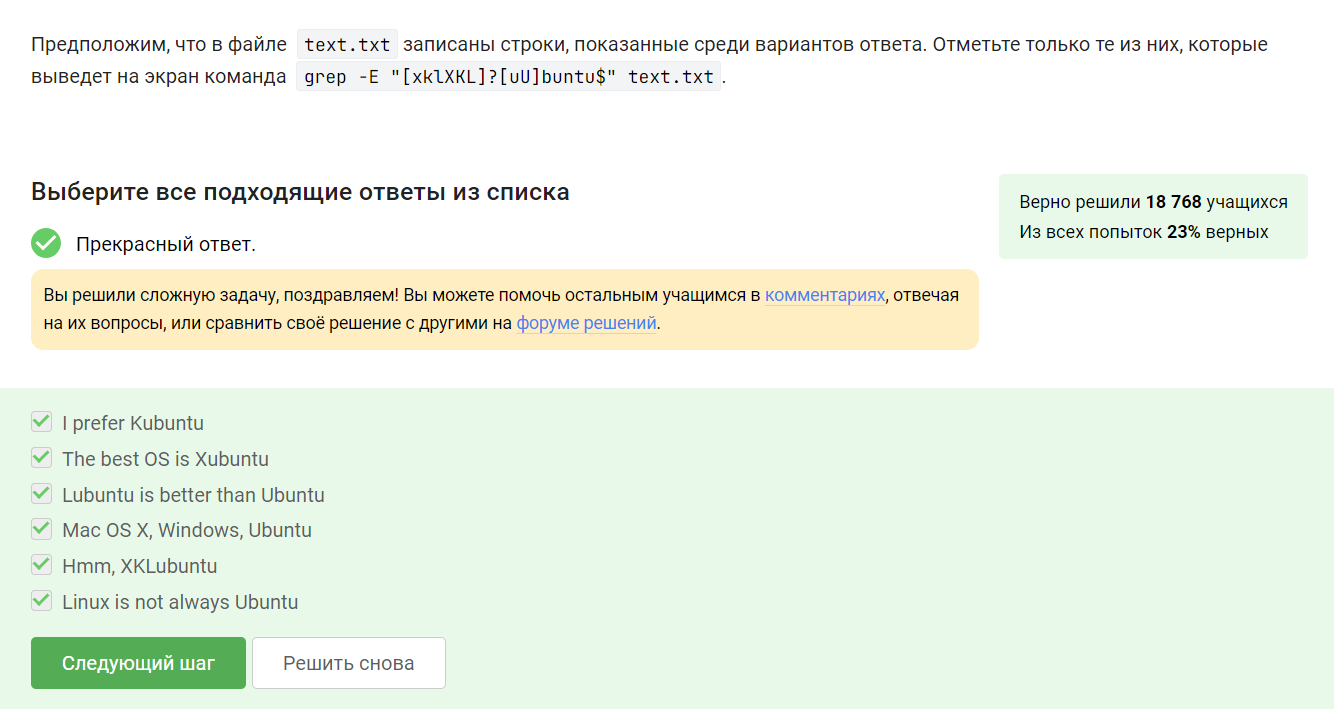 Предположим, что в файле text.txt записаны строки, показанные среди вариантов ответа. Отметьте только те из них, которые
выведет на экран команда grep -E "[xklXKL]?[uU]buntu$" text.txt.
Выберите все подходящие ответы из списка
Верно решили 18 768 учащихся
Из всех попыток 23% верных
Прекрасный ответ.
Вы решили сложную задачу, поздравляем! Вы можете помочь остальным учащимся в комментариях, отвечая
на их вопросы, или сравнить своё решение с другими на форуме решений.
I prefer Kubuntu
The best OS is Xubuntu
Lubuntu is better than Ubuntu
Mac OS X, Windows, Ubuntu
Hmm, XKLubuntu
Linux is not always Ubuntu
Следующий шаг Решить снова